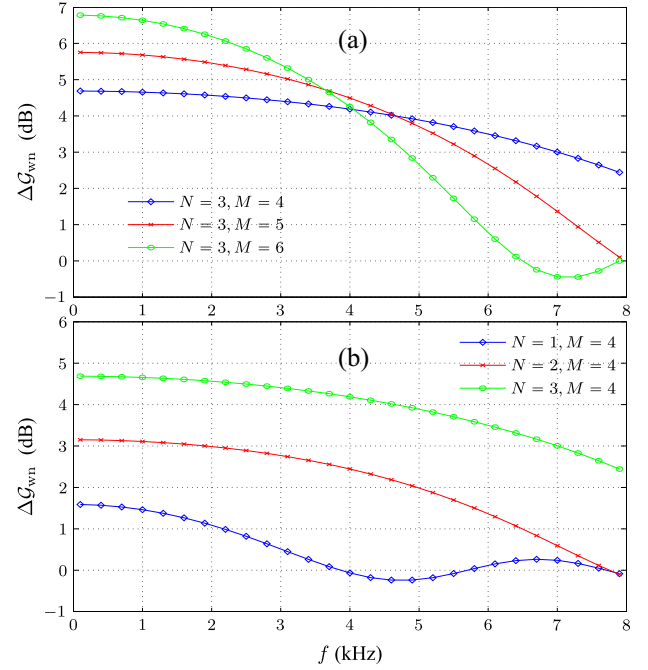 7
6
5
4
3
2
1
0
−1
ΔG_wn (dB)
(a)
N = 3, M = 4
N = 3, M = 5
N = 3, M = 6
0 1 2 3 4 5 6 7 8
6
5
4
3
2
1
0
−1
ΔG_wn (dB)
(b)
N = 1, M = 4
N = 2, M = 4
N = 3, M = 4
0 1 2 3 4 5 6 7 8
f (kHz)